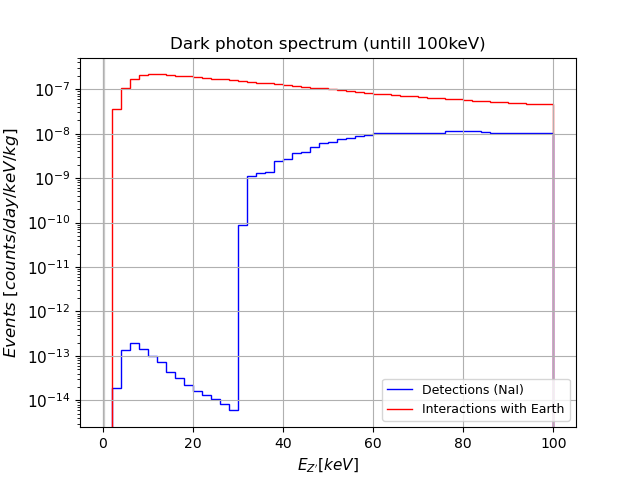 Dark photon spectrum (untill 100keV)
Events [counts/day/keV/kg]
10⁻⁷
10⁻⁸
10⁻⁹
10⁻¹⁰
10⁻¹¹
10⁻¹²
10⁻¹³
10⁻¹⁴
Detections (NaI)
Interactions with Earth
0 20 40 60 80 100
E_Z'[keV]